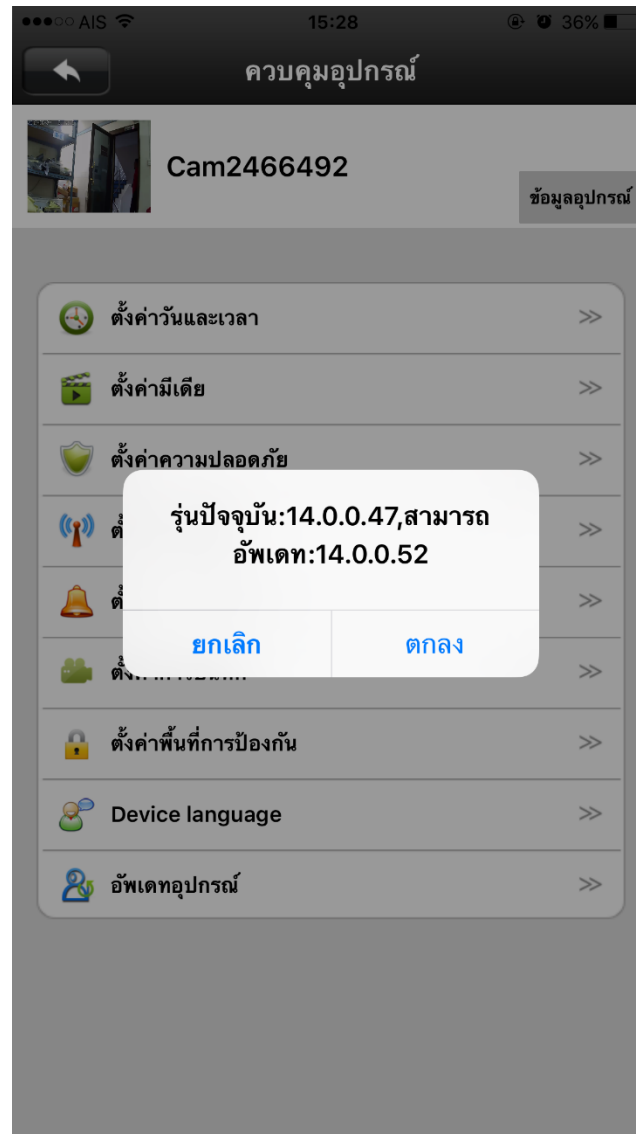 AIS 15:28 36%
ควบคุมอุปกรณ์
Cam2466492
ข้อมูลอุปกรณ์
ตั้งค่าวันและเวลา
ตั้งค่ามีเดีย
ตั้งค่าความปลอดภัย
รุ่นปัจจุบัน:14.0.0.47,สามารถ
อัพเดท:14.0.0.52
ยกเลิก ตกลง
ตั้งค่าพื้นที่การป้องกัน
Device language
อัพเดทอุปกรณ์